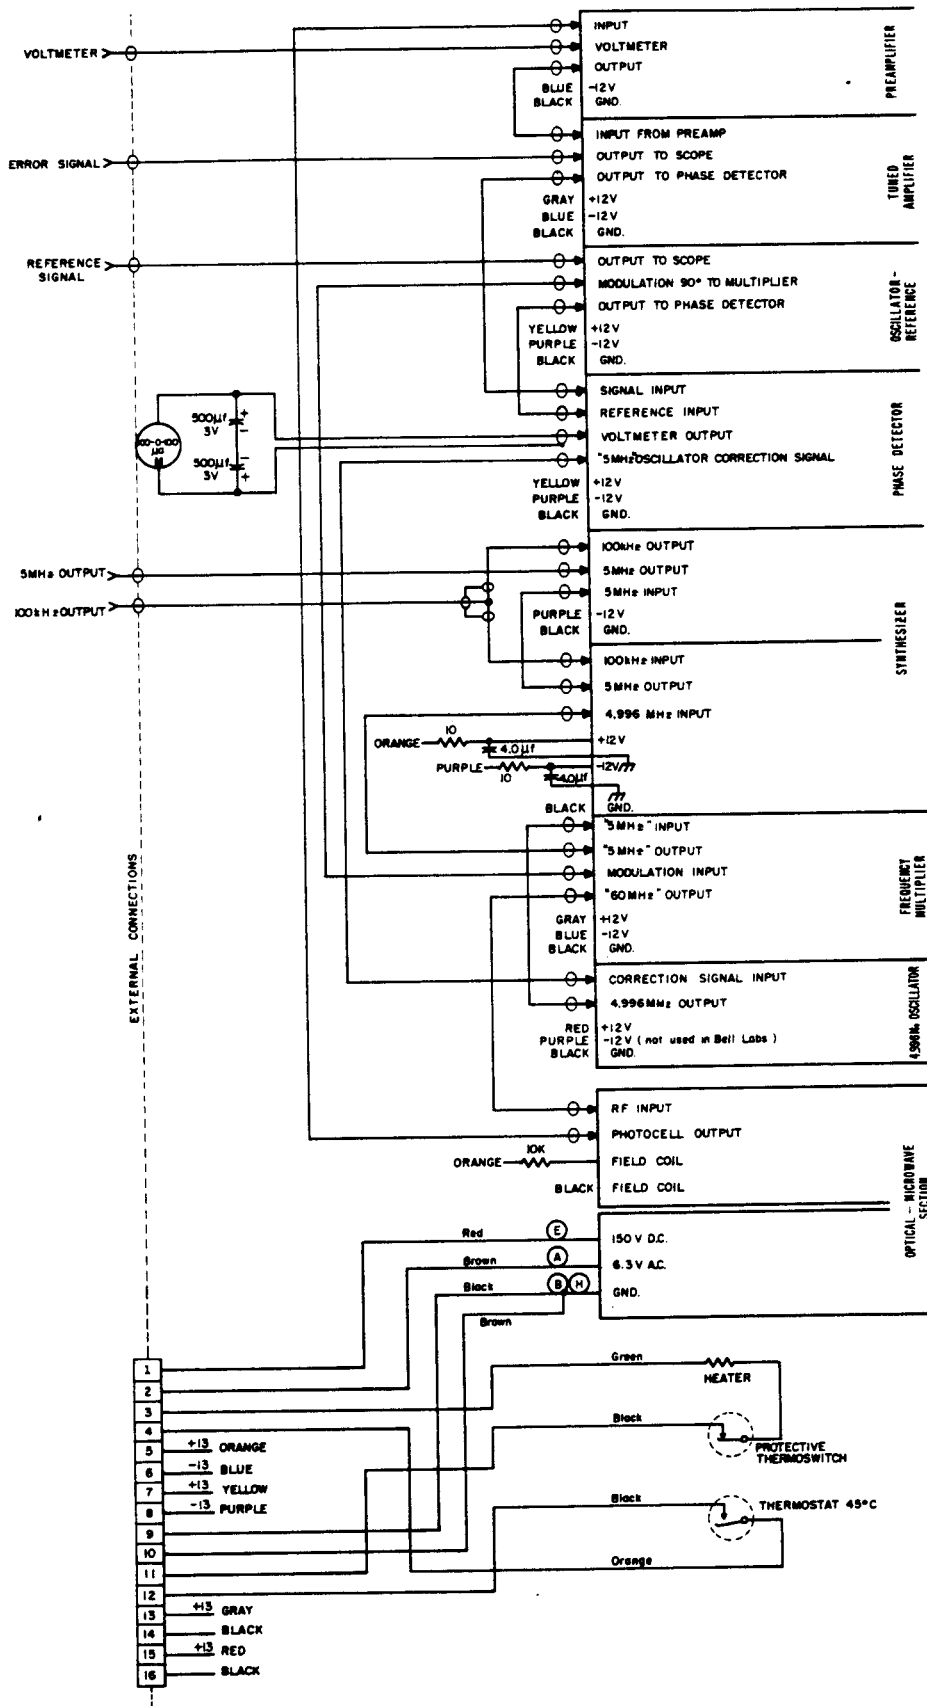 INPUT
VOLTMETER
VOLTMETER
OUTPUT
BLUE -12V
BLACK GND.
PREAMPLIFIER
INPUT FROM PREAMP
ERROR SIGNAL
OUTPUT TO SCOPE
OUTPUT TO PHASE DETECTOR
GRAY +12V
BLUE -12V
BLACK GND.
TUNED
AMPLIFIER
REFERENCE
SIGNAL
OUTPUT TO SCOPE
MODULATION 90° TO MULTIPLIER
OUTPUT TO PHASE DETECTOR
YELLOW +12V
PURPLE -12V
BLACK GND.
OSCILLATOR-
REFERENCE
SIGNAL INPUT
REFERENCE INPUT
VOLTMETER OUTPUT
"5MHz" OSCILLATOR CORRECTION SIGNAL
YELLOW +12V
PURPLE -12V
BLACK GND.
PHASE DETECTOR
500µf
3V
+
-
500µf
3V
-
+
100-0-100
100kHz OUTPUT
5MHz OUTPUT
5MHz OUTPUT
5MHz INPUT
100kHz OUTPUT
PURPLE -12V
BLACK GND.
SYNTHESIZER
100kHz INPUT
5MHz OUTPUT
4.996 MHz INPUT
ORANGE 10 4.0µf +12V
PURPLE 10 4.0µf -12V
BLACK GND.
"5MHz" INPUT
"5MHz" OUTPUT
MODULATION INPUT
"60MHz" OUTPUT
GRAY +12V
BLUE -12V
BLACK GND.
FREQUENCY
MULTIPLIER
EXTERNAL CONNECTIONS
CORRECTION SIGNAL INPUT
4.996MHz OUTPUT
RED +12V
PURPLE -12V (not used in Bell Labs)
BLACK GND.
4.996Mc OSCILLATOR
RF INPUT
PHOTOCELL OUTPUT
ORANGE 10K FIELD COIL
BLACK FIELD COIL
OPTICAL - MICROWAVE
SECTION
Red E 150 V D.C.
Brown A 6.3 V A.C.
Black B H GND.
Brown
1
2
3
4
5 +13 ORANGE
6 -13 BLUE
7 +13 YELLOW
8 -13 PURPLE
9
10
11
12
13 +13 GRAY
14 BLACK
15 +13 RED
16 BLACK
Green
HEATER
Black
PROTECTIVE
THERMOSWITCH
Black
THERMOSTAT 45°C
Orange